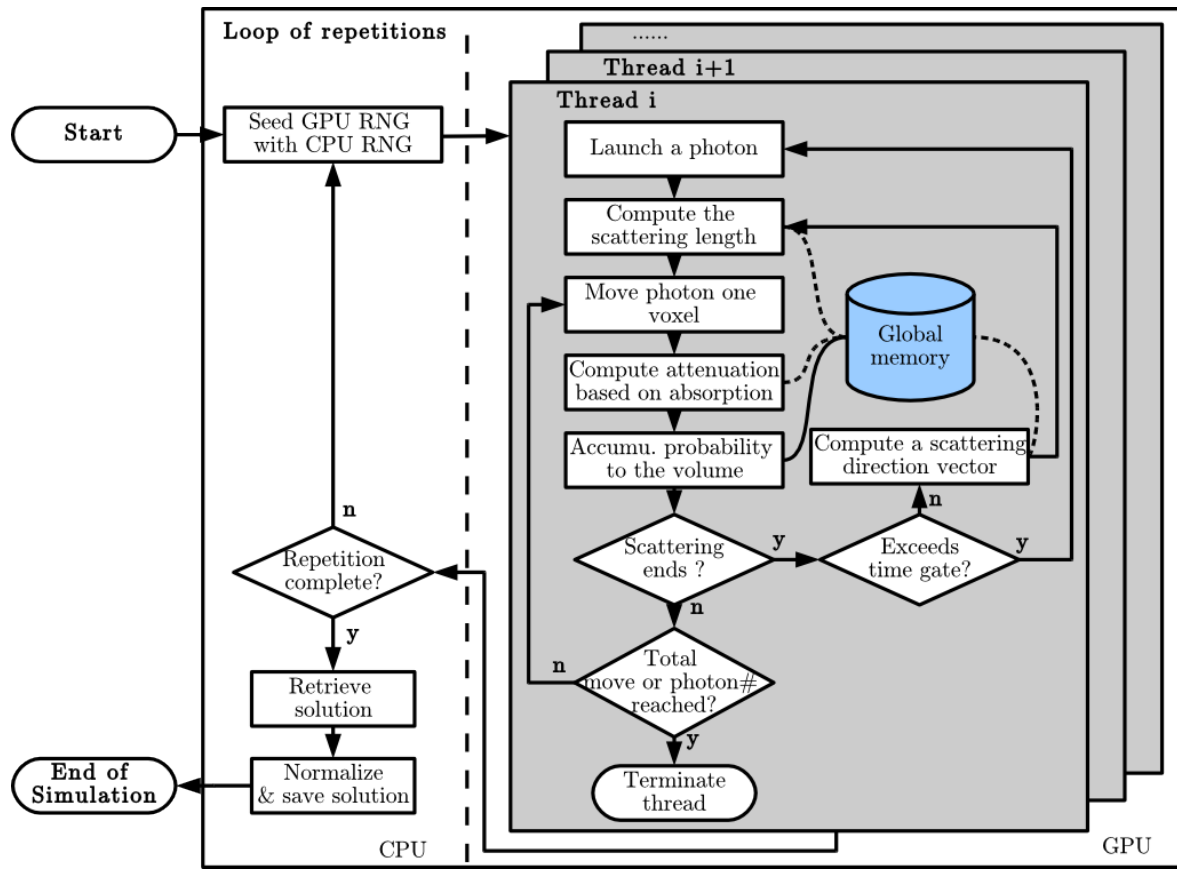 Loop of repetitions
......
Thread i+1
Thread i
Start
Seed GPU RNG
with CPU RNG
Launch a photon
Compute the
scattering length
Move photon one
voxel
Global
memory
Compute attenuation
based on absorption
Accumu. probability
to the volume
Compute a scattering
direction vector
n
n
Repetition
complete?
y
Scattering
ends ?
y
Exceeds
time gate?
y
n
n
Total
move or photon#
reached?
y
Retrieve
solution
Terminate
thread
End of
Simulation
Normalize
& save solution
CPU
GPU